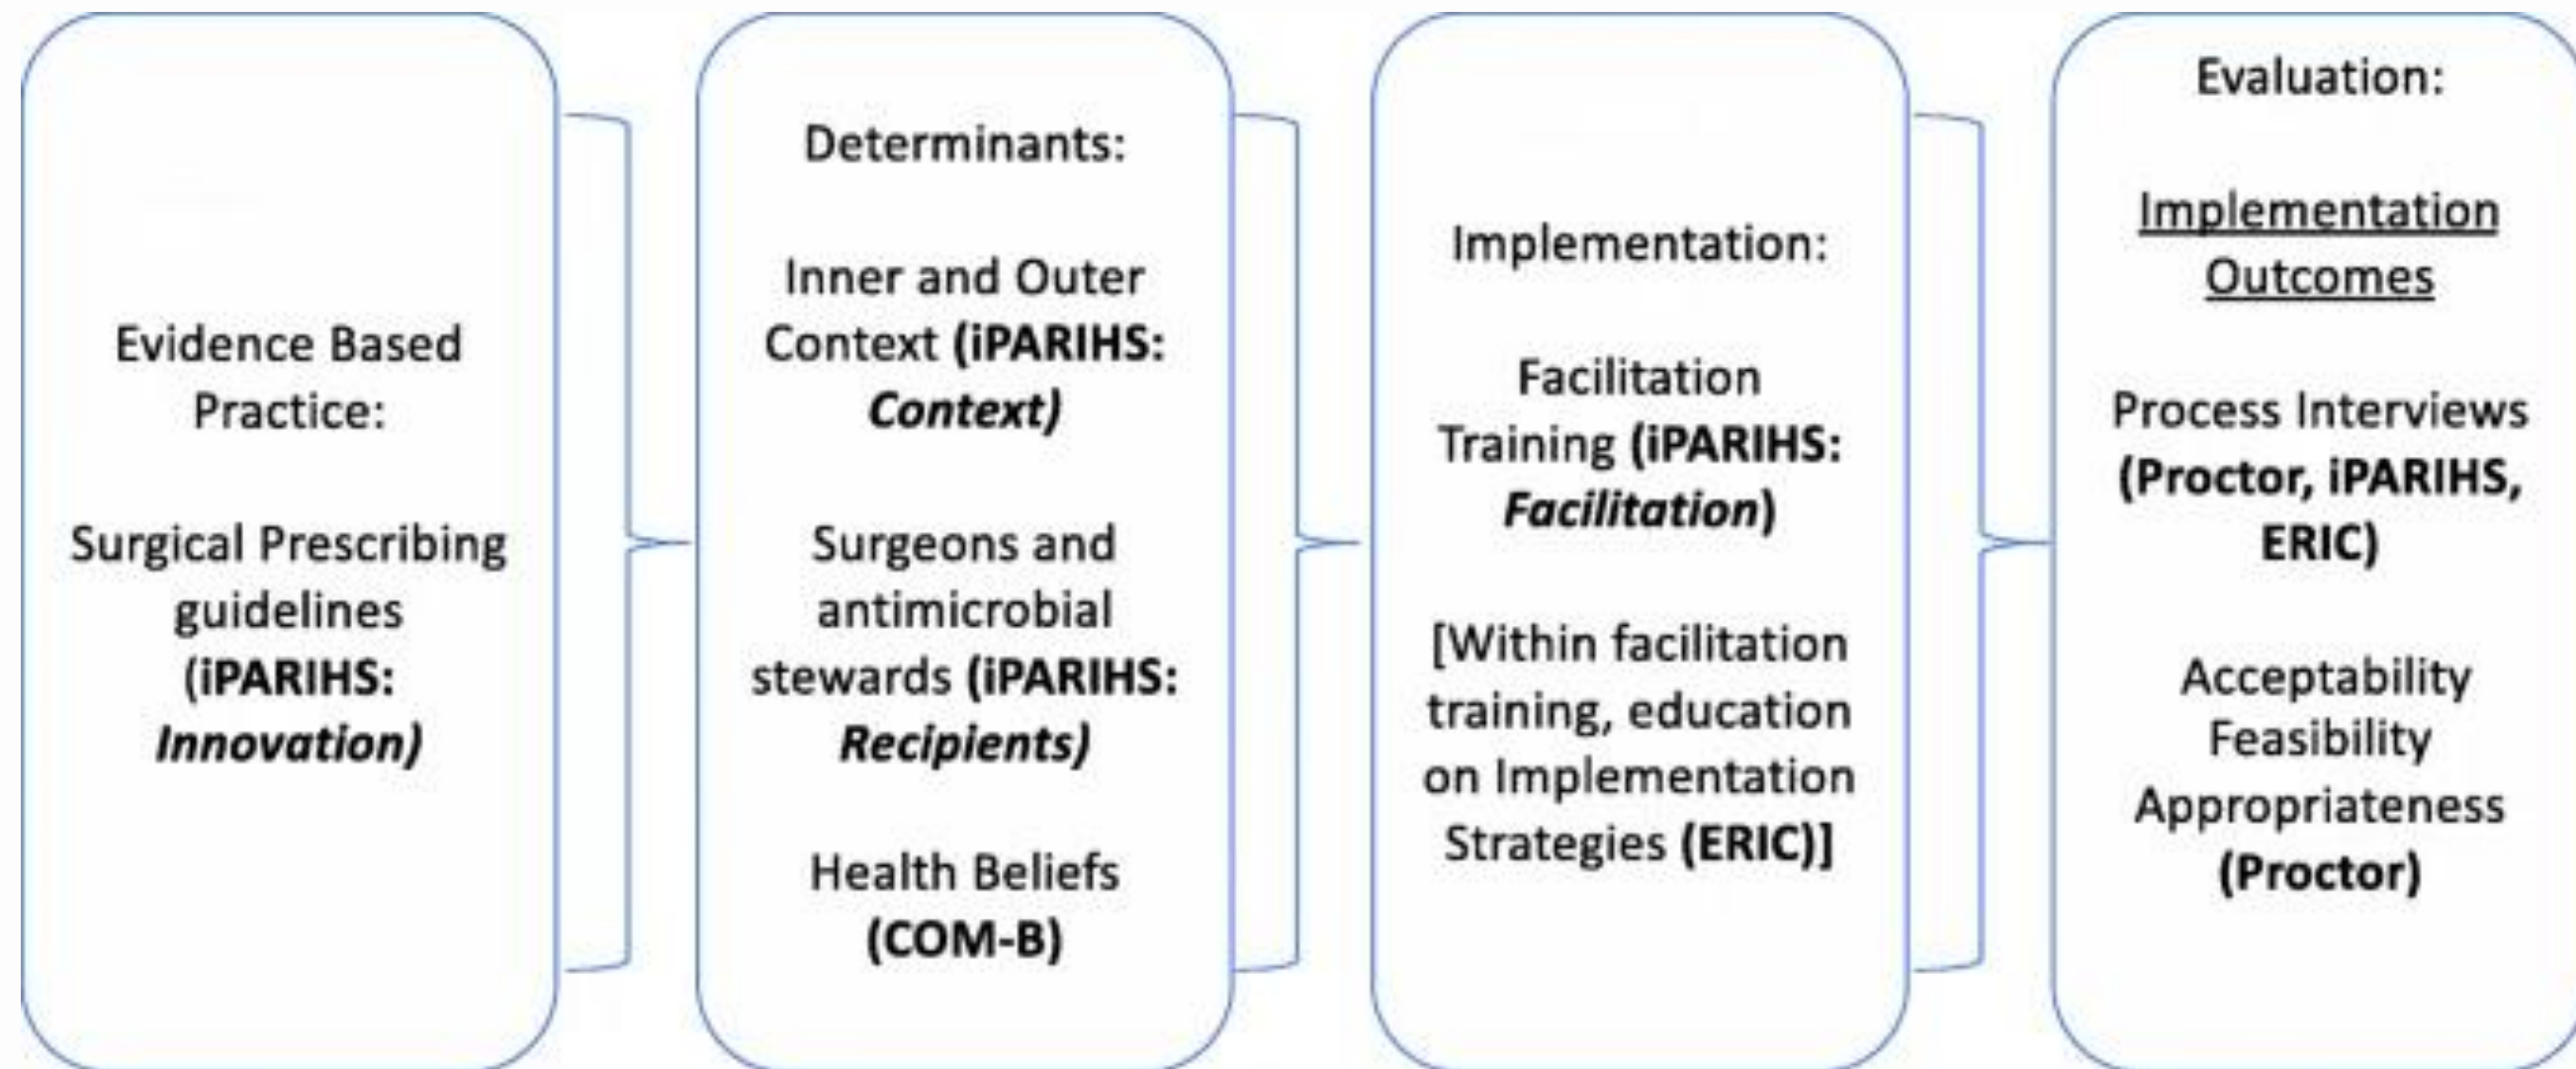 Evidence Based
Practice:
Surgical Prescribing
guidelines
(iPARIHS:
Innovation)
Determinants:
Inner and Outer
Context (iPARIHS:
Context)
Surgeons and
antimicrobial
stewards (iPARIHS:
Recipients)
Health Beliefs
(COM-B)
Implementation:
Facilitation
Training (iPARIHS:
Facilitation)
[Within facilitation
training, education
on Implementation
Strategies (ERIC)]
Evaluation:
Implementation
Outcomes
Process Interviews
(Proctor, iPARIHS,
ERIC)
Acceptability
Feasibility
Appropriateness
(Proctor)